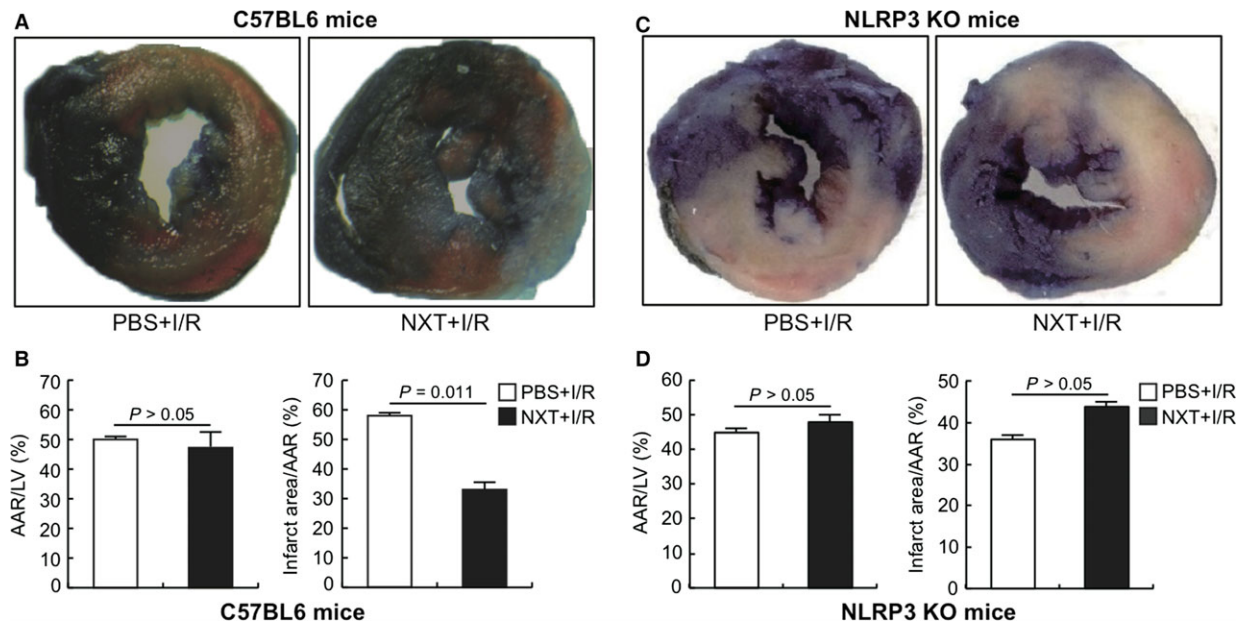 A
C57BL6 mice
PBS+I/R
NXT+I/R
C
NLRP3 KO mice
PBS+I/R
NXT+I/R
B
70
60
50
40
30
20
10
0
AAR/LV (%)
P > 0.05
70
60
50
40
30
20
10
0
Infarct area/AAR (%)
P = 0.011
PBS+I/R
NXT+I/R
C57BL6 mice
D
60
50
40
30
20
10
0
AAR/LV (%)
P > 0.05
50
40
30
20
10
0
Infarct area/AAR (%)
P > 0.05
PBS+I/R
NXT+I/R
NLRP3 KO mice